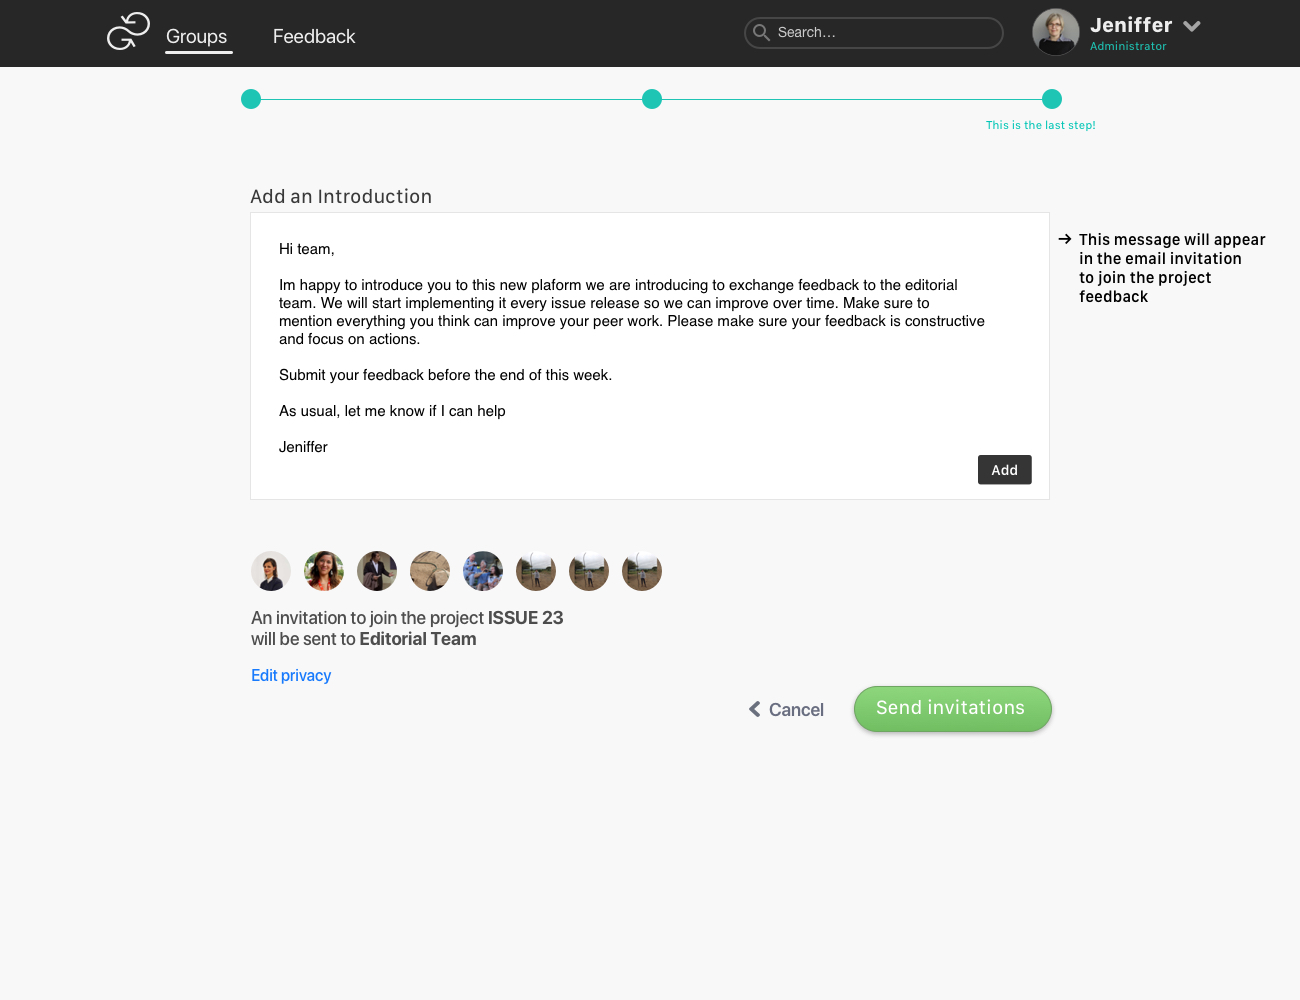 Groups
Feedback
Search...
Jeniffer
Administrator
This is the last step!
Add an Introduction
Hi team,
Im happy to introduce you to this new plaform we are introducing to exchange feedback to the editorial
team. We will start implementing it every issue release so we can improve over time. Make sure to
mention everything you think can improve your peer work. Please make sure your feedback is constructive
and focus on actions.
Submit your feedback before the end of this week.
As usual, let me know if I can help
Jeniffer
Add
→ This message will appear
in the email invitation
to join the project
feedback
An invitation to join the project ISSUE 23
will be sent to Editorial Team
Edit privacy
Cancel
Send invitations